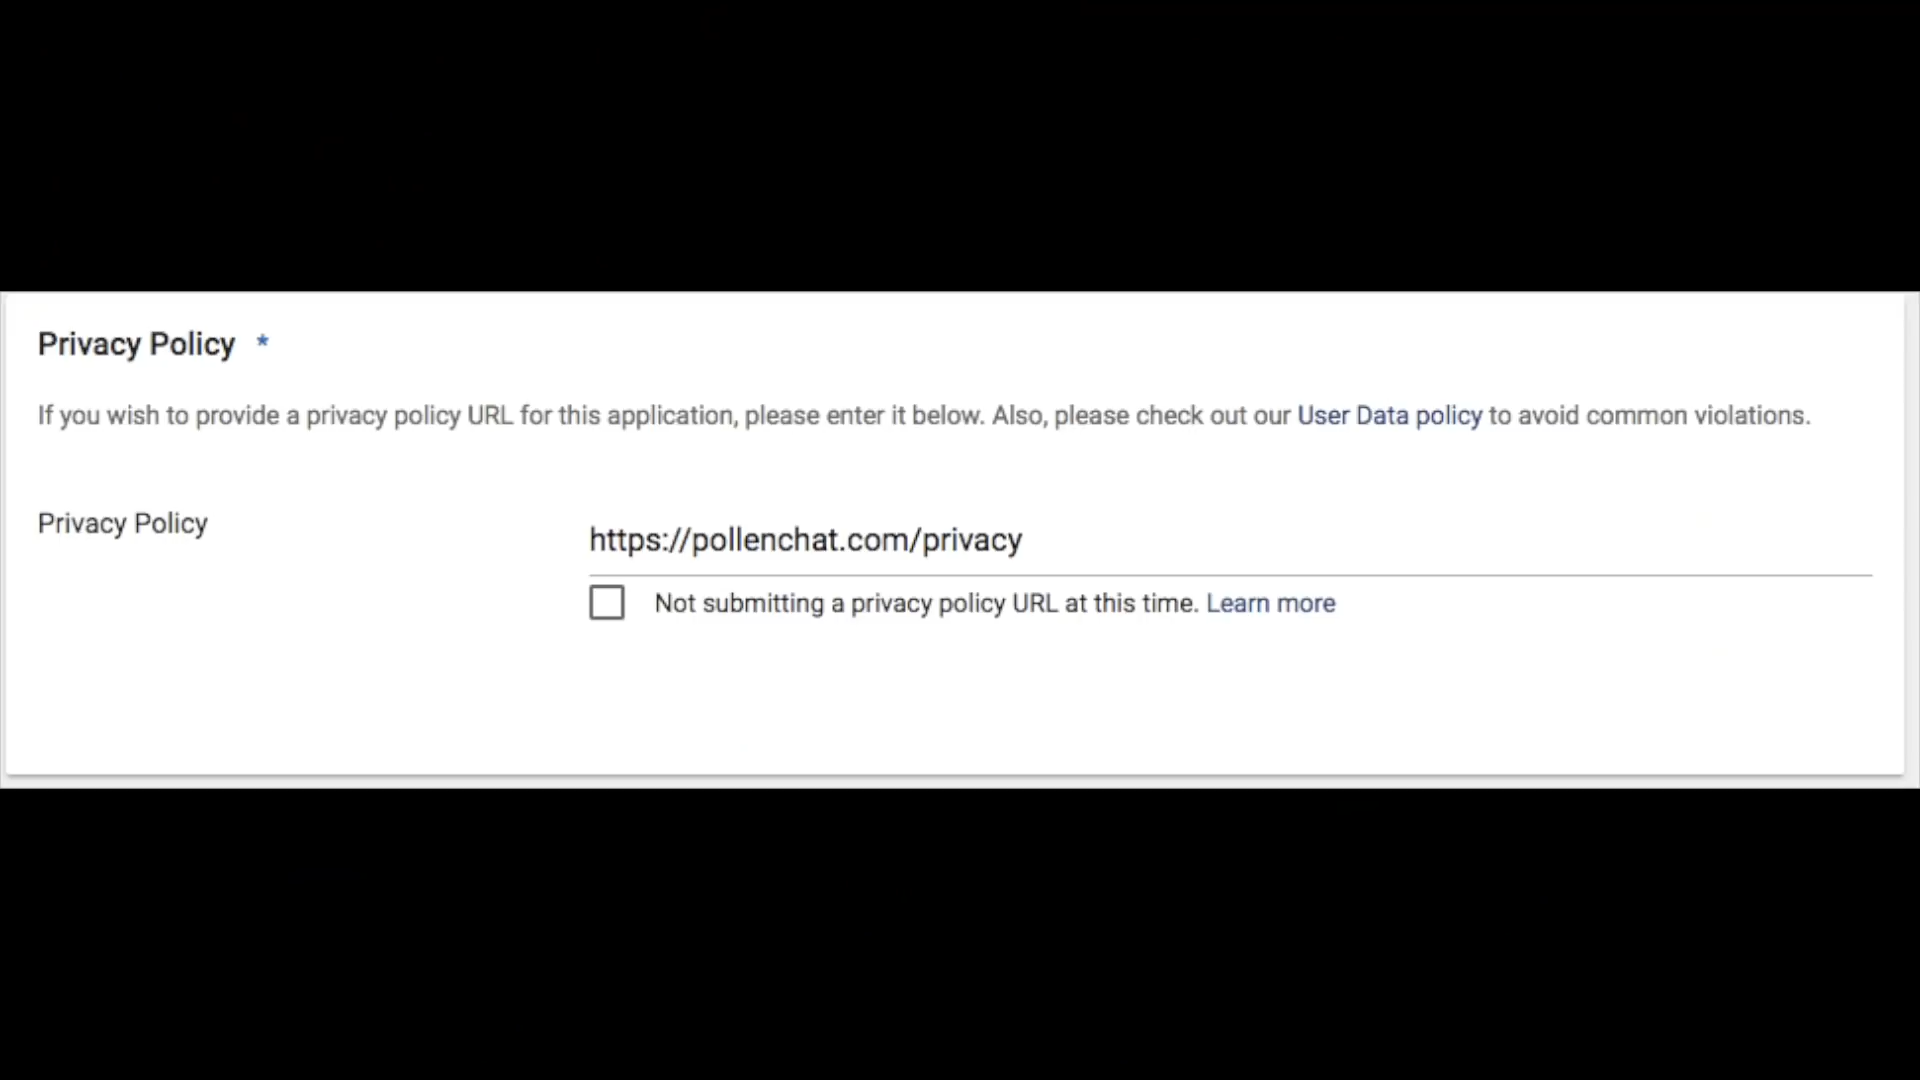 Privacy Policy *
If you wish to provide a privacy policy URL for this application, please enter it below. Also, please check out our User Data policy to avoid common violations.
Privacy Policy
https://pollenchat.com/privacy
Not submitting a privacy policy URL at this time. Learn more